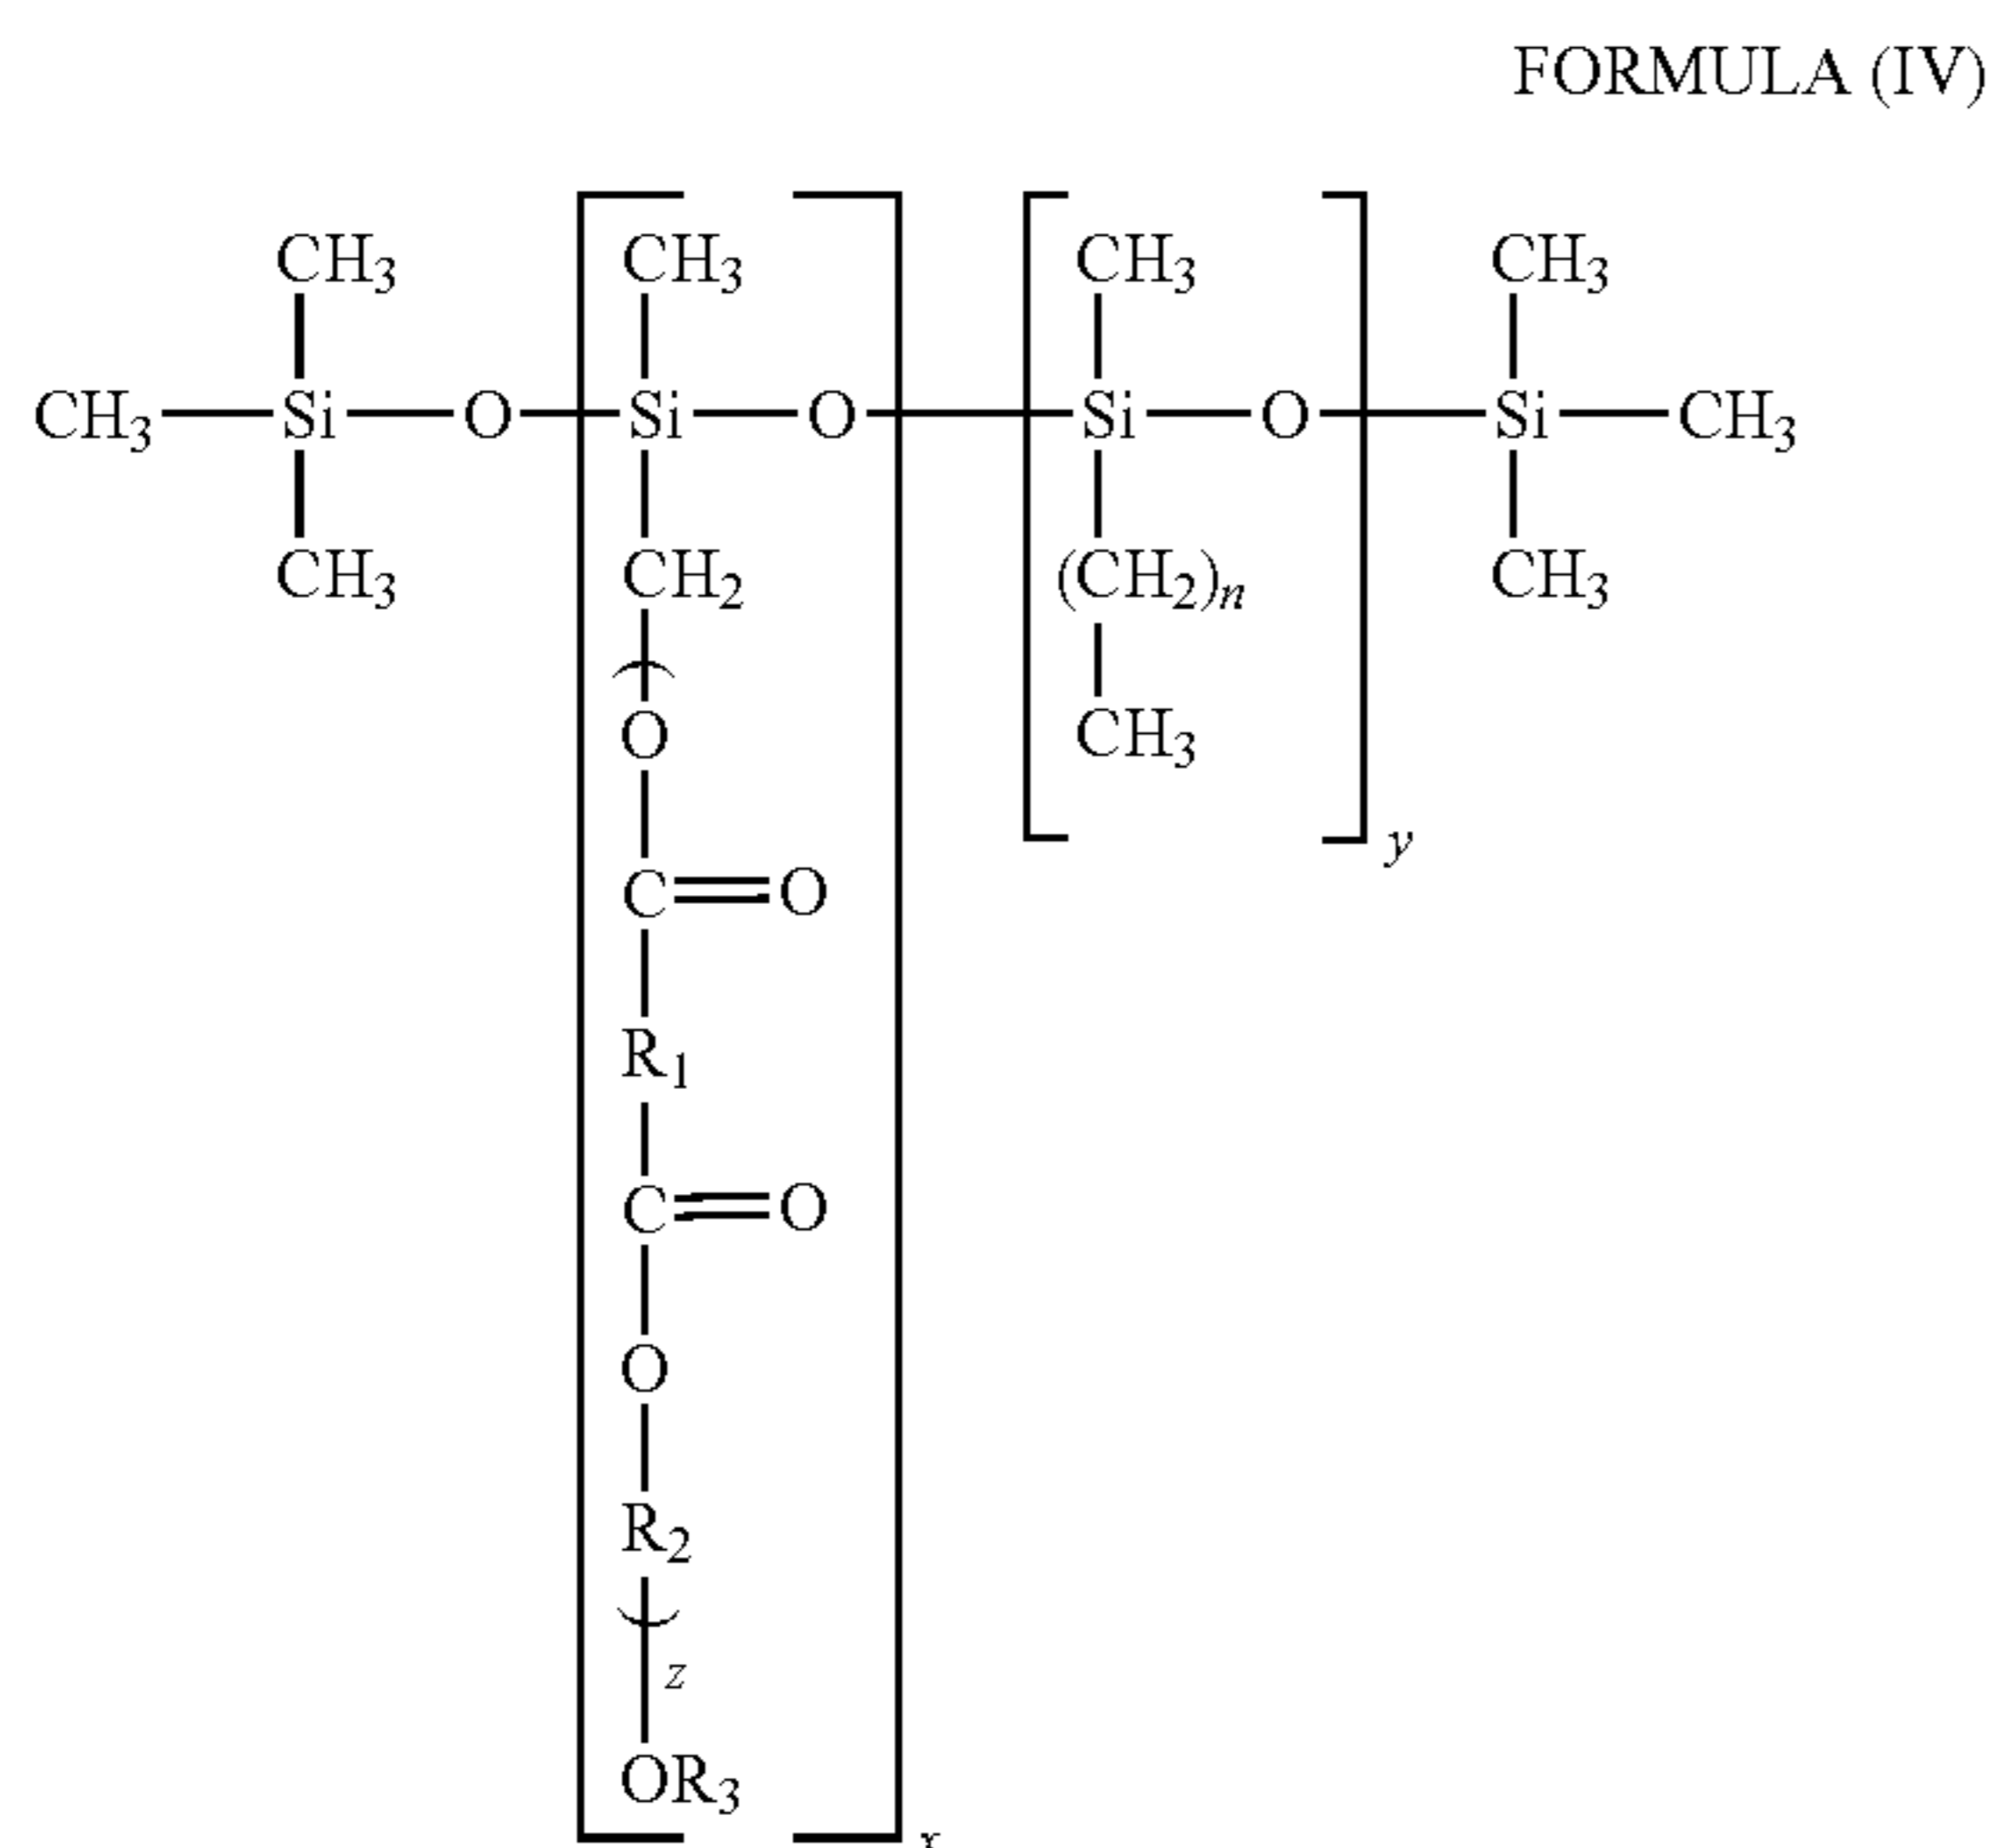 FORMULA (IV)
CH3 CH3 CH3 CH3
CH3 Si O Si O Si O Si CH3
CH3 CH2 (CH2)n CH3
O CH3
y
C=O
R1
C=O
O
R2
z
OR3
x